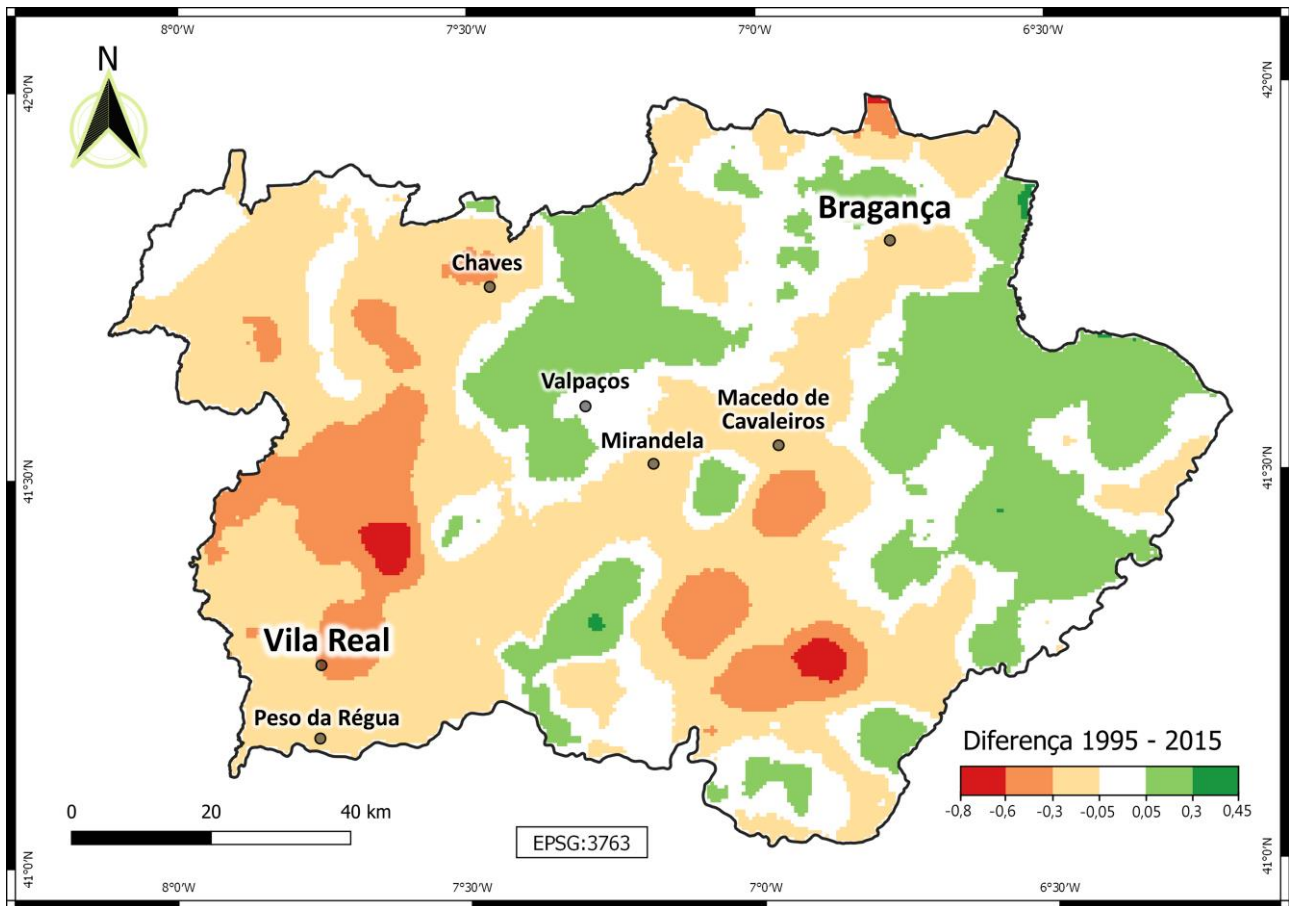 8°0'W 7°30'W 7°0'W 6°30'W
N
42°0'N 42°0'N
Bragança
Chaves
Valpaços
Macedo de
Cavaleiros
Mirandela
41°30'N 41°30'N
Vila Real
Peso da Régua
Diferença 1995 - 2015
-0,8 -0,6 -0,3 -0,05 0,05 0,3 0,45
0 20 40 km
EPSG:3763
41°0'N 41°0'N
8°0'W 7°30'W 7°0'W 6°30'W